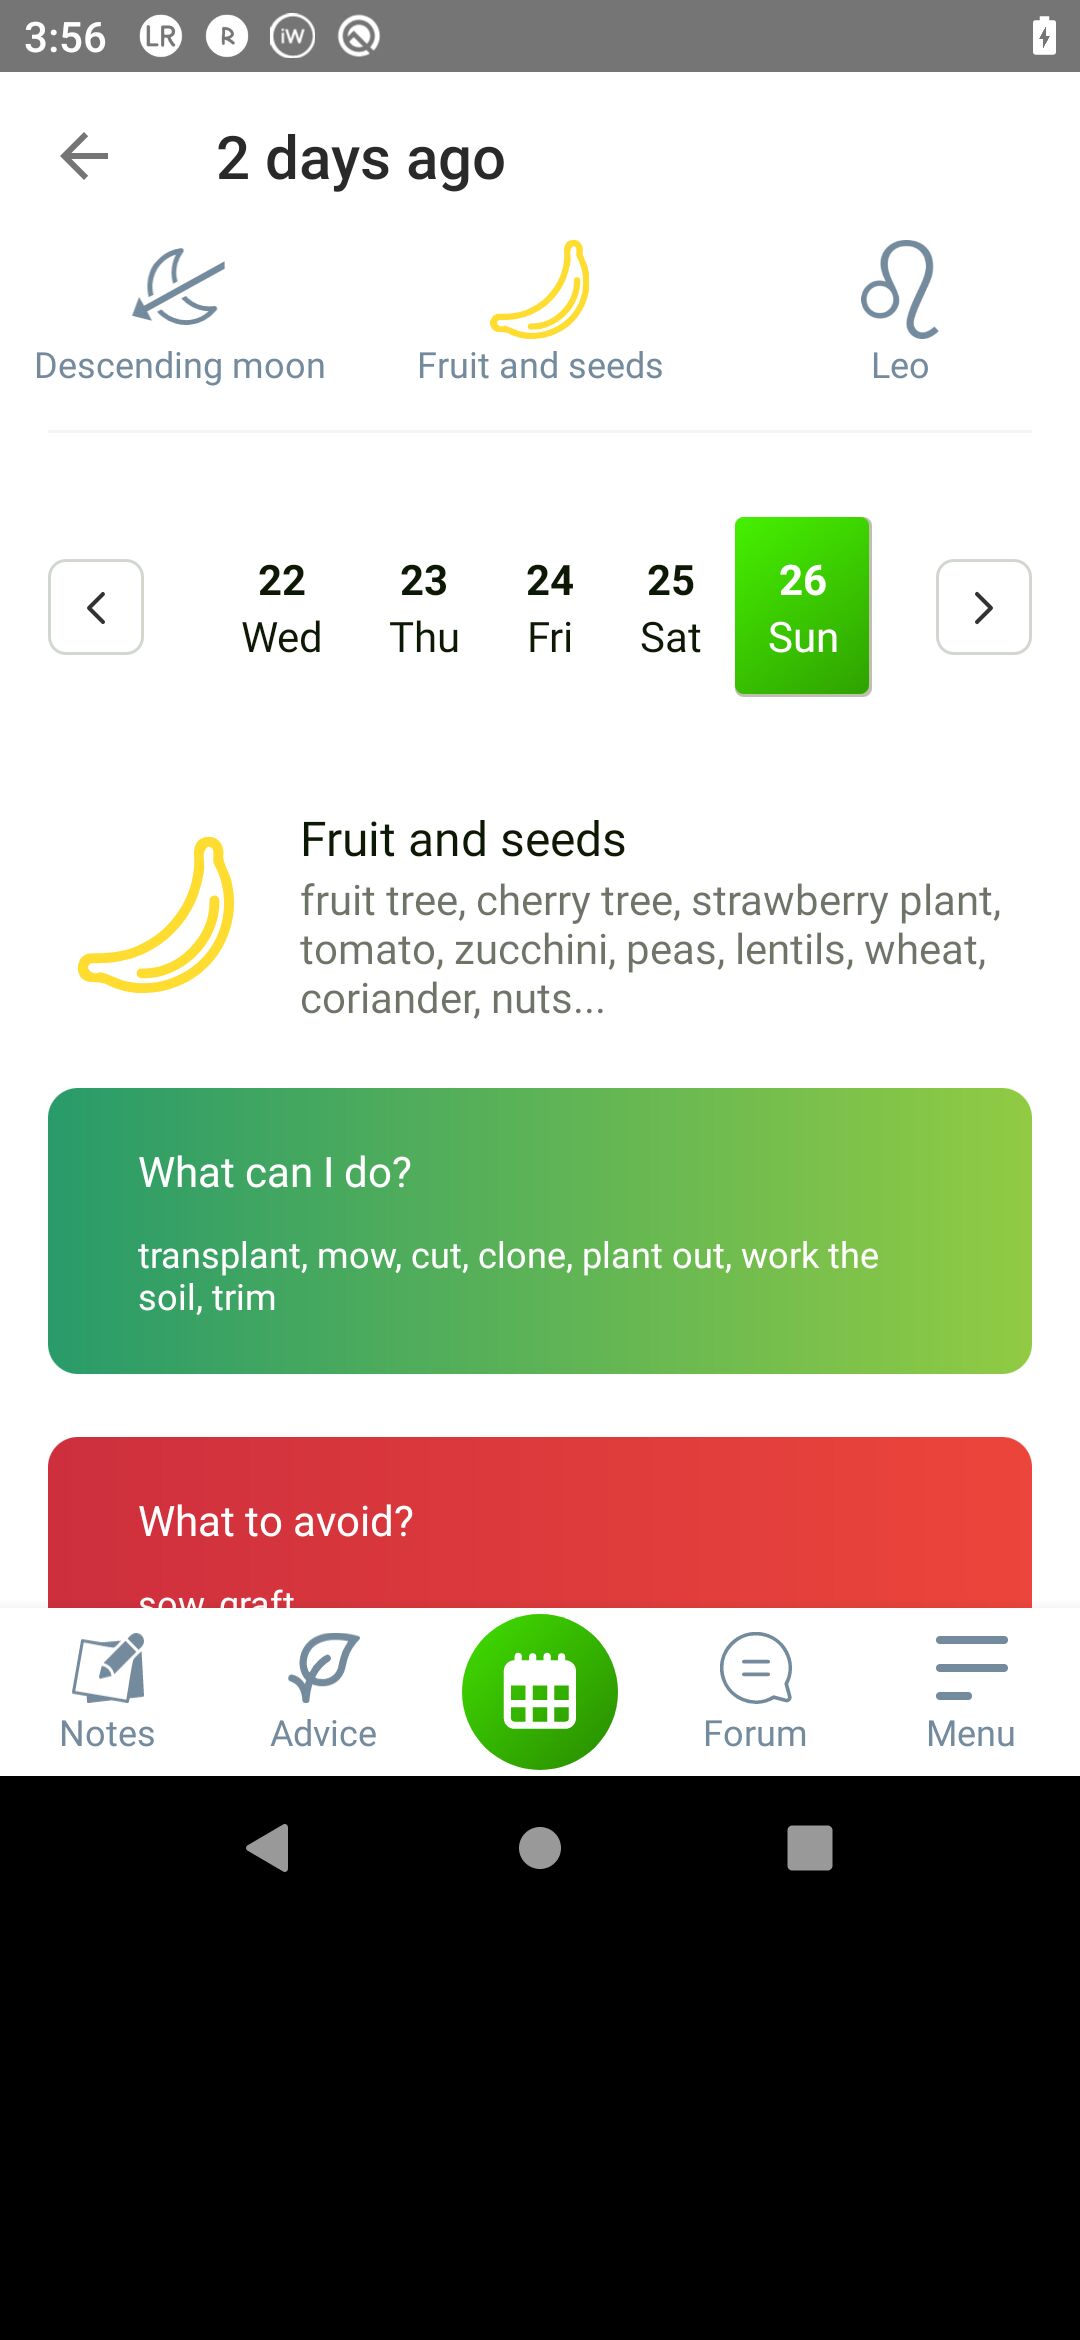 3:56 LR R iW
2 days ago
Descending moon Fruit and seeds Leo
22 23 24 25 26
Wed Thu Fri Sat Sun
Fruit and seeds
fruit tree, cherry tree, strawberry plant,
tomato, zucchini, peas, lentils, wheat,
coriander, nuts...
What can I do?
transplant, mow, cut, clone, plant out, work the
soil, trim
What to avoid?
sow, graft
Notes Advice Forum Menu